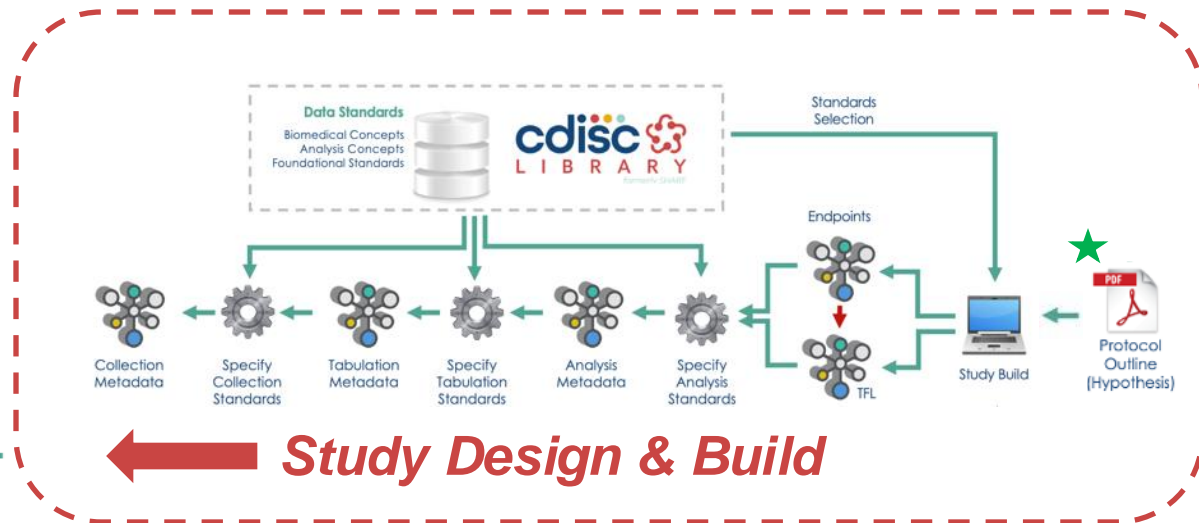 Data Standards
Biomedical Concepts
Analysis Concepts
Foundational Standards
cdisc
LIBRARY
formerly SHARE
Standards
Selection
Endpoints
PDF
Collection
Metadata
Specify
Collection
Standards
Tabulation
Metadata
Specify
Tabulation
Standards
Analysis
Metadata
Specify
Analysis
Standards
TFL
Study Build
Protocol
Outline
(Hypothesis)
Study Design & Build